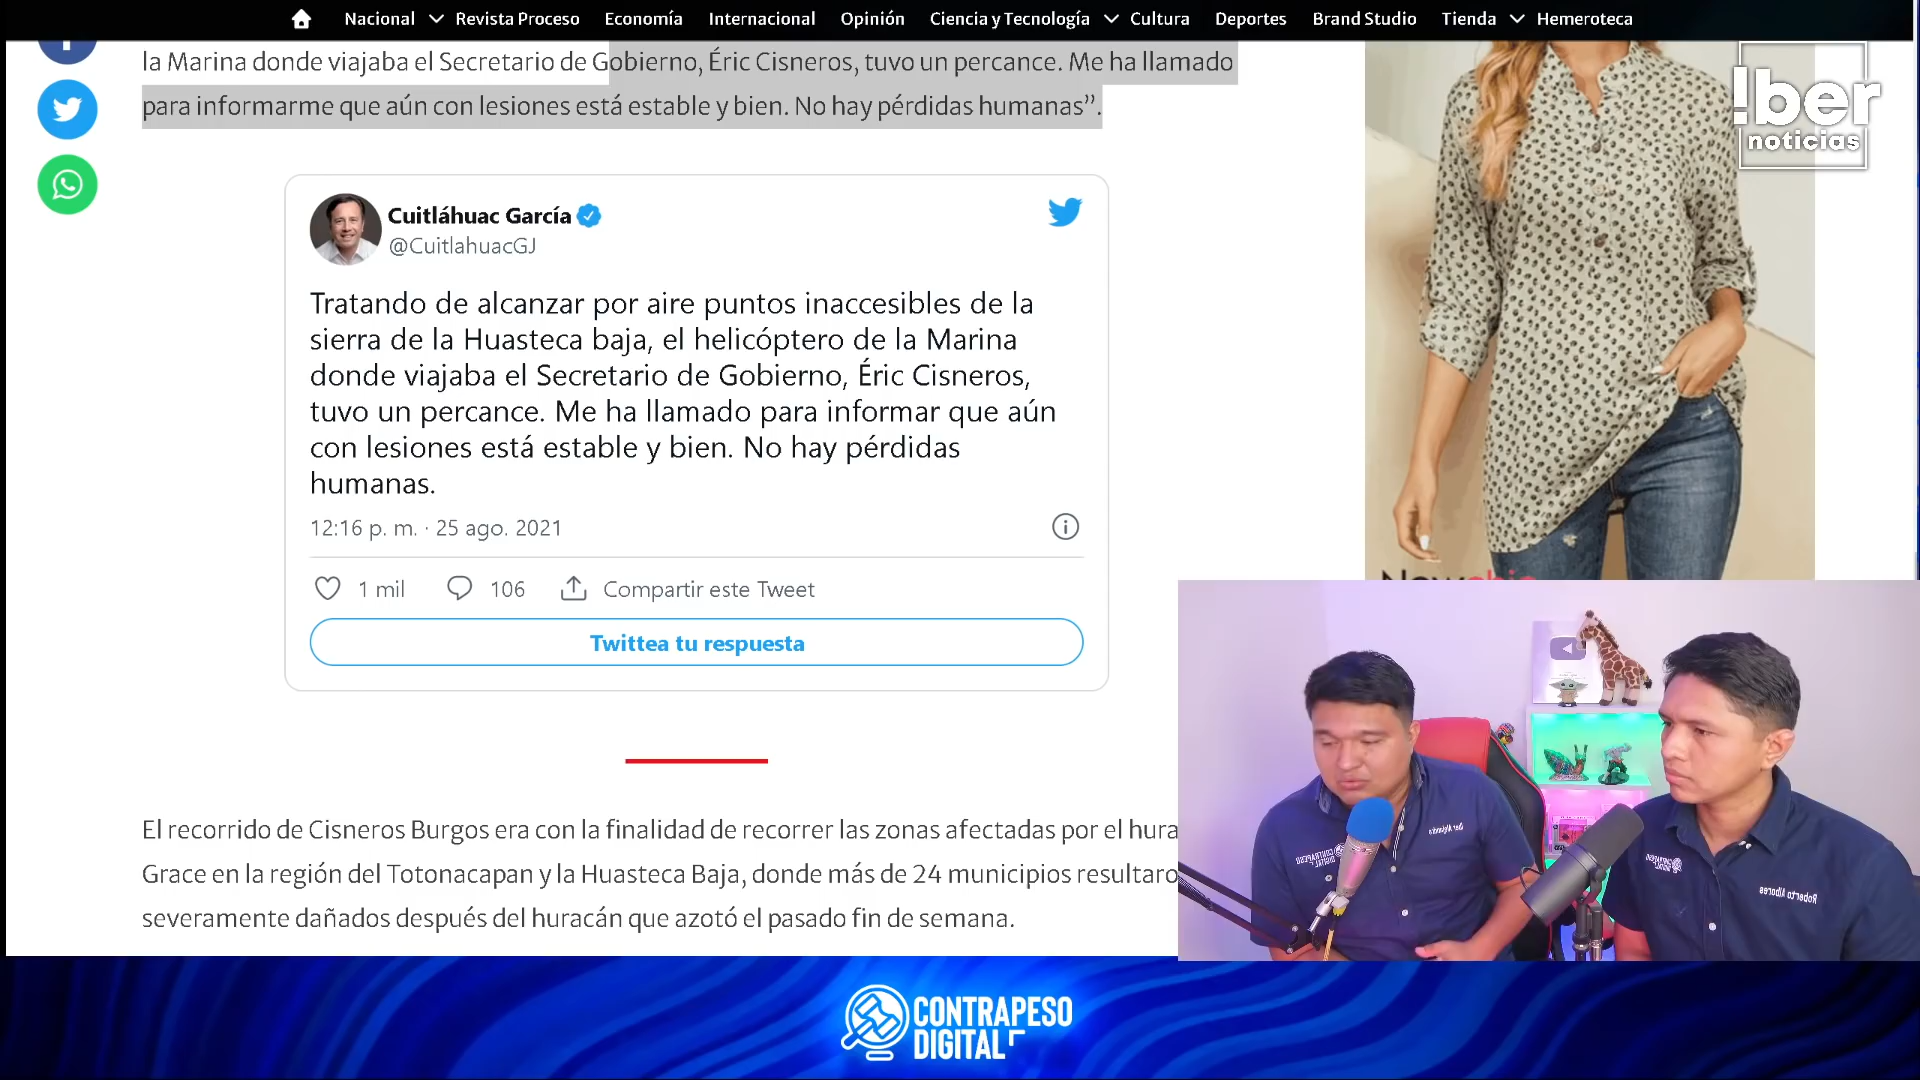 Nacional Revista Proceso Economía Internacional Opinión Ciencia y Tecnología Cultura Deportes Brand Studio Tienda Hemeroteca
la Marina donde viajaba el Secretario de Gobierno, Éric Cisneros, tuvo un percance. Me ha llamado
para informarme que aún con lesiones está estable y bien. No hay pérdidas humanas”.
!ber
noticias
Cuitláhuac García
@CuitlahuacGJ
Tratando de alcanzar por aire puntos inaccesibles de la
sierra de la Huasteca baja, el helicóptero de la Marina
donde viajaba el Secretario de Gobierno, Éric Cisneros,
tuvo un percance. Me ha llamado para informar que aún
con lesiones está estable y bien. No hay pérdidas
humanas.
12:16 p. m. · 25 ago. 2021
1 mil 106 Compartir este Tweet
Twittea tu respuesta
El recorrido de Cisneros Burgos era con la finalidad de recorrer las zonas afectadas por el hura
Grace en la región del Totonacapan y la Huasteca Baja, donde más de 24 municipios resultaro
severamente dañados después del huracán que azotó el pasado fin de semana.
CONTRAPESO
DIGITAL
Roberto Albores
CONTRAPESO
DIGITAL